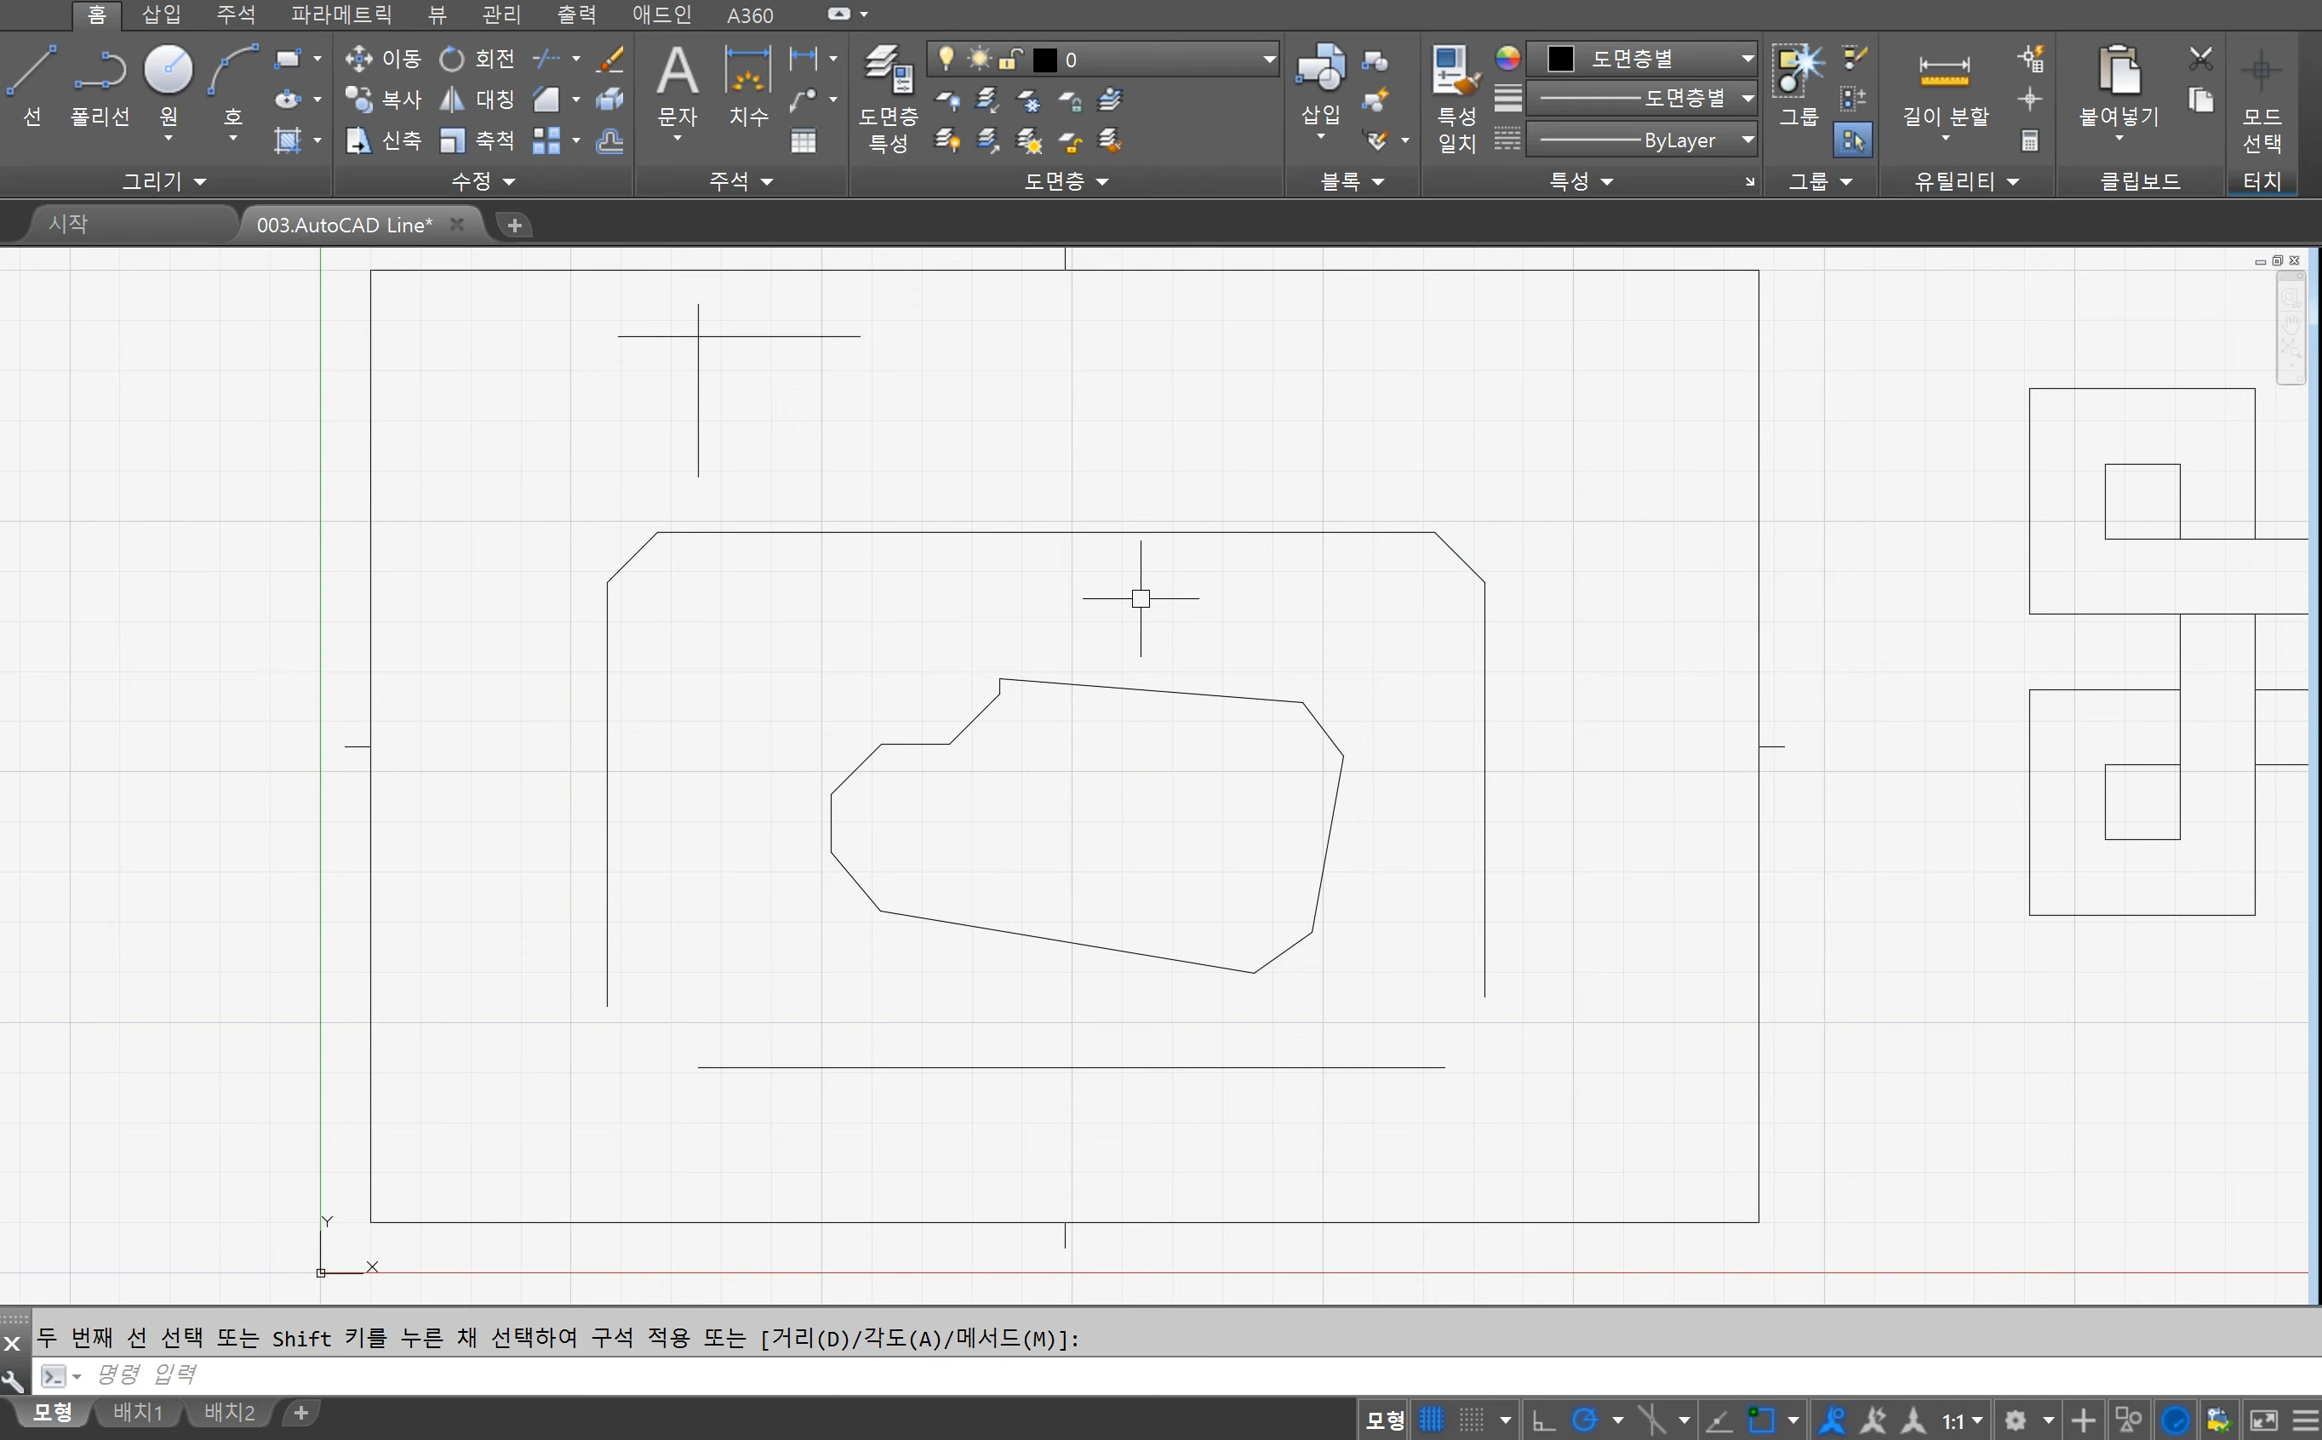 홈 삽입 주석 파라메트릭 뷰 관리 출력 애드인 A360
선 폴리선 원 호
이동 회전
복사 대칭
신축 축척
문자 치수
도면층
특성
0
삽입
특성
일치
도면층별
도면층별
ByLayer
그룹
길이 분할
붙여넣기
모드
선택
그리기 수정 주석 도면층 블록 특성 그룹 유틸리티 클립보드 터치
시작 003.AutoCAD Line*
Y
X
두 번째 선 선택 또는 Shift 키를 누른 채 선택하여 구석 적용 또는 [거리(D)/각도(A)/메서드(M)]:
명령 입력
모형 배치1 배치2
모형 1:1